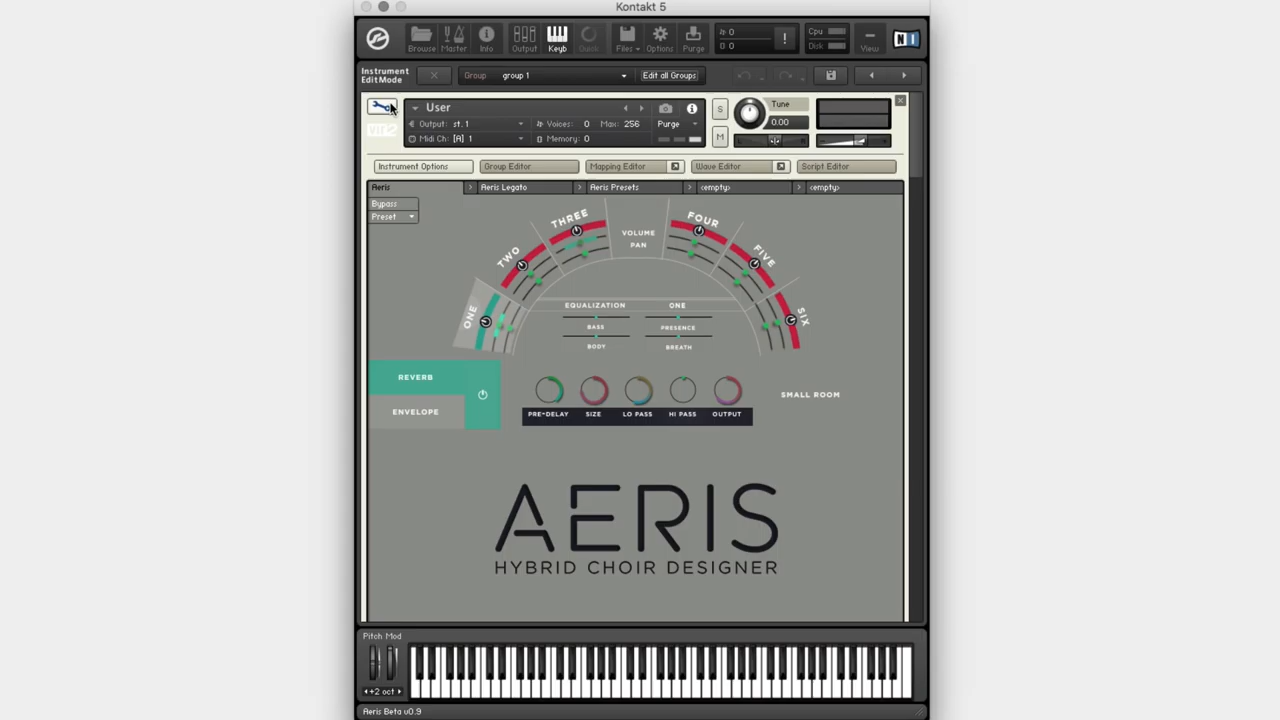 Kontakt 5
Browse Master Info Output Keyb Quick Files Options Purge 0 0 ! Cpu Disk View NI
Instrument Edit Mode × Group group 1 Edit all Groups
User S Tune
Output: st. 1 Voices: 0 Max: 256 Purge 0.00
Midi Ch: [A] 1 Memory: 0 M
Instrument Options Group Editor Mapping Editor Wave Editor Script Editor
Aeris Aeris Legato Aeris Presets <empty> <empty>
Bypass
Preset
ONE TWO THREE FOUR FIVE SIX
VOLUME
PAN
EQUALIZATION ONE
BASS PRESENCE
BODY BREATH
REVERB
ENVELOPE
SMALL ROOM
PRE-DELAY SIZE LO PASS HI PASS OUTPUT
AERIS
HYBRID CHOIR DESIGNER
Pitch Mod
+2 oct
Aeris Beta v0.9